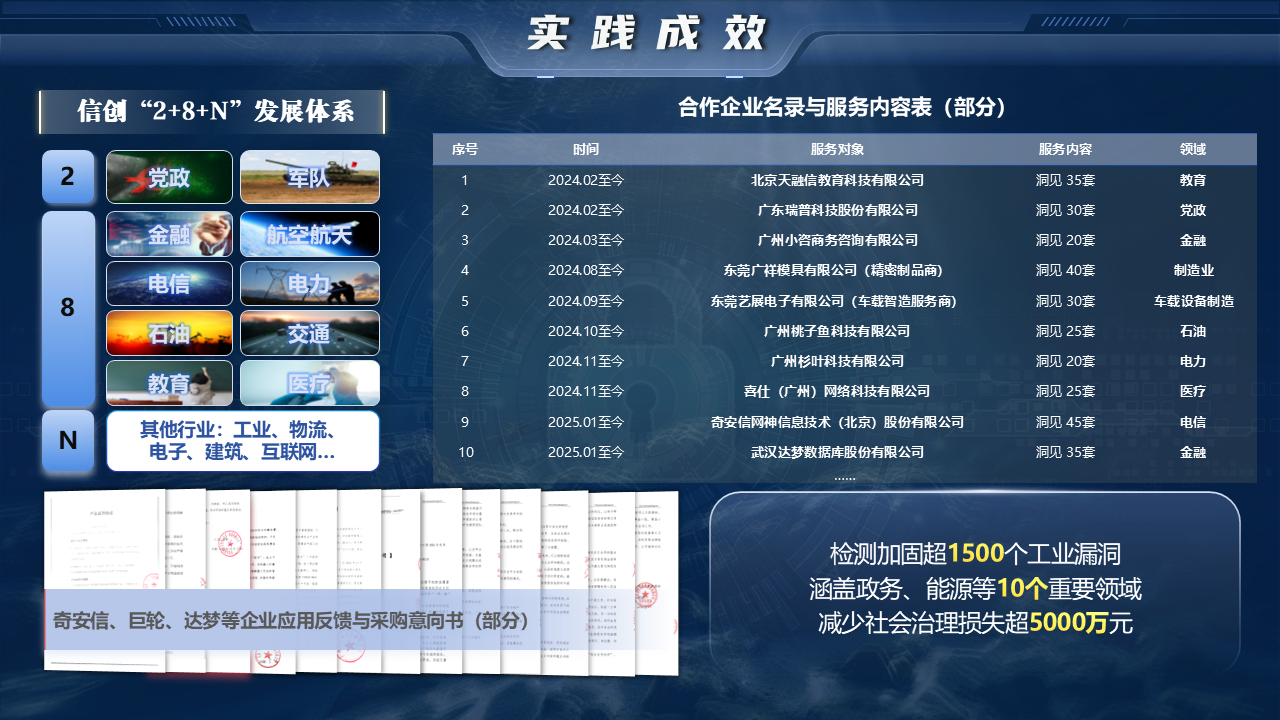 实践成效
信创“2+8+N”发展体系
2
党政
军队
8
金融
航空航天
电信
电力
石油
交通
教育
医疗
N
其他行业：工业、物流、
电子、建筑、互联网...
合作企业名录与服务内容表（部分）
序号 时间 服务对象 服务内容 领域
1 2024.02至今 北京天融信教育科技有限公司 洞见 35套 教育
2 2024.02至今 广东瑞普科技股份有限公司 洞见 30套 党政
3 2024.03至今 广州小咨商务咨询有限公司 洞见 20套 金融
4 2024.08至今 东莞广祥模具有限公司（精密制品商） 洞见 40套 制造业
5 2024.09至今 东莞艺展电子有限公司（车载智造服务商） 洞见 30套 车载设备制造
6 2024.10至今 广州桃子鱼科技有限公司 洞见 25套 石油
7 2024.11至今 广州杉叶科技有限公司 洞见 20套 电力
8 2024.11至今 喜仕（广州）网络科技有限公司 洞见 25套 医疗
9 2025.01至今 奇安信网神信息技术（北京）股份有限公司 洞见 45套 电信
10 2025.01至今 武汉达梦数据库股份有限公司 洞见 35套 金融
......
奇安信、巨轮、达梦等企业应用反馈与采购意向书（部分）
检测加固超1500个工业漏洞
涵盖政务、能源等10个重要领域
减少社会治理损失超5000万元